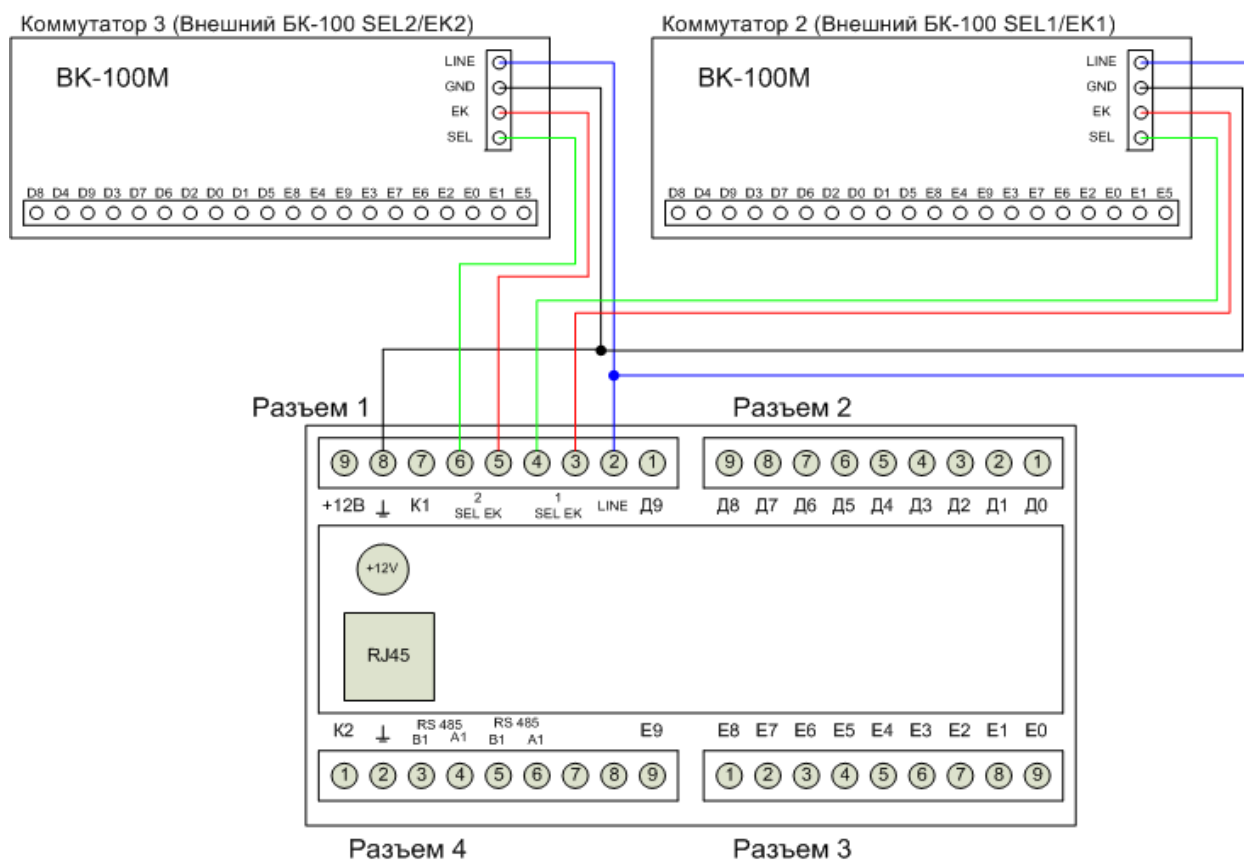 Коммутатор 3 (Внешний БК-100 SEL2/EK2)
Коммутатор 2 (Внешний БК-100 SEL1/EK1)
ВК-100М
LINE
GND
EK
SEL
D8 D4 D9 D3 D7 D6 D2 D0 D1 D5 E8 E4 E9 E3 E7 E6 E2 E0 E1 E5
ВК-100М
LINE
GND
EK
SEL
D8 D4 D9 D3 D7 D6 D2 D0 D1 D5 E8 E4 E9 E3 E7 E6 E2 E0 E1 E5
Разъем 1
Разъем 2
9 8 7 6 5 4 3 2 1
9 8 7 6 5 4 3 2 1
+12В К1 2 SEL EK 1 SEL EK LINE Д9
Д8 Д7 Д6 Д5 Д4 Д3 Д2 Д1 Д0
+12V
RJ45
К2 RS 485 B1 A1 RS 485 B1 A1 E9
E8 E7 E6 E5 E4 E3 E2 E1 E0
1 2 3 4 5 6 7 8 9
1 2 3 4 5 6 7 8 9
Разъем 4
Разъем 3